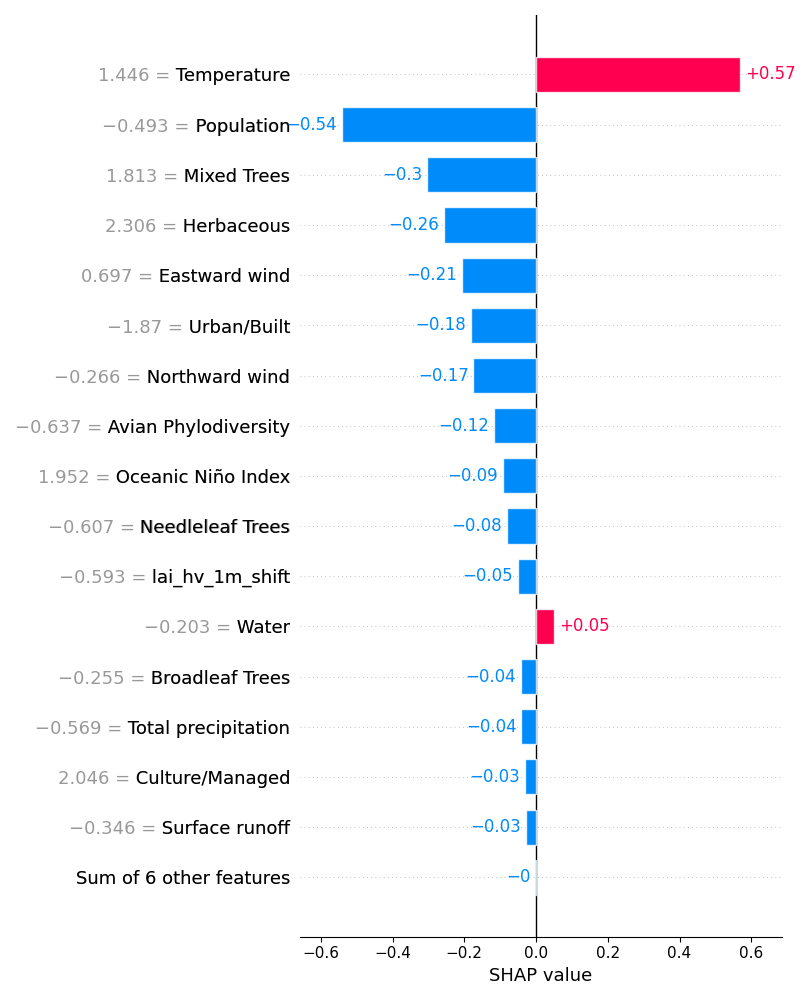 1.446 = Temperature +0.57
−0.493 = Population −0.54
1.813 = Mixed Trees −0.3
2.306 = Herbaceous −0.26
0.697 = Eastward wind −0.21
−1.87 = Urban/Built −0.18
−0.266 = Northward wind −0.17
−0.637 = Avian Phylodiversity −0.12
1.952 = Oceanic Niño Index −0.09
−0.607 = Needleleaf Trees −0.08
−0.593 = lai_hv_1m_shift −0.05
−0.203 = Water +0.05
−0.255 = Broadleaf Trees −0.04
−0.569 = Total precipitation −0.04
2.046 = Culture/Managed −0.03
−0.346 = Surface runoff −0.03
Sum of 6 other features −0
−0.6 −0.4 −0.2 0.0 0.2 0.4 0.6
SHAP value